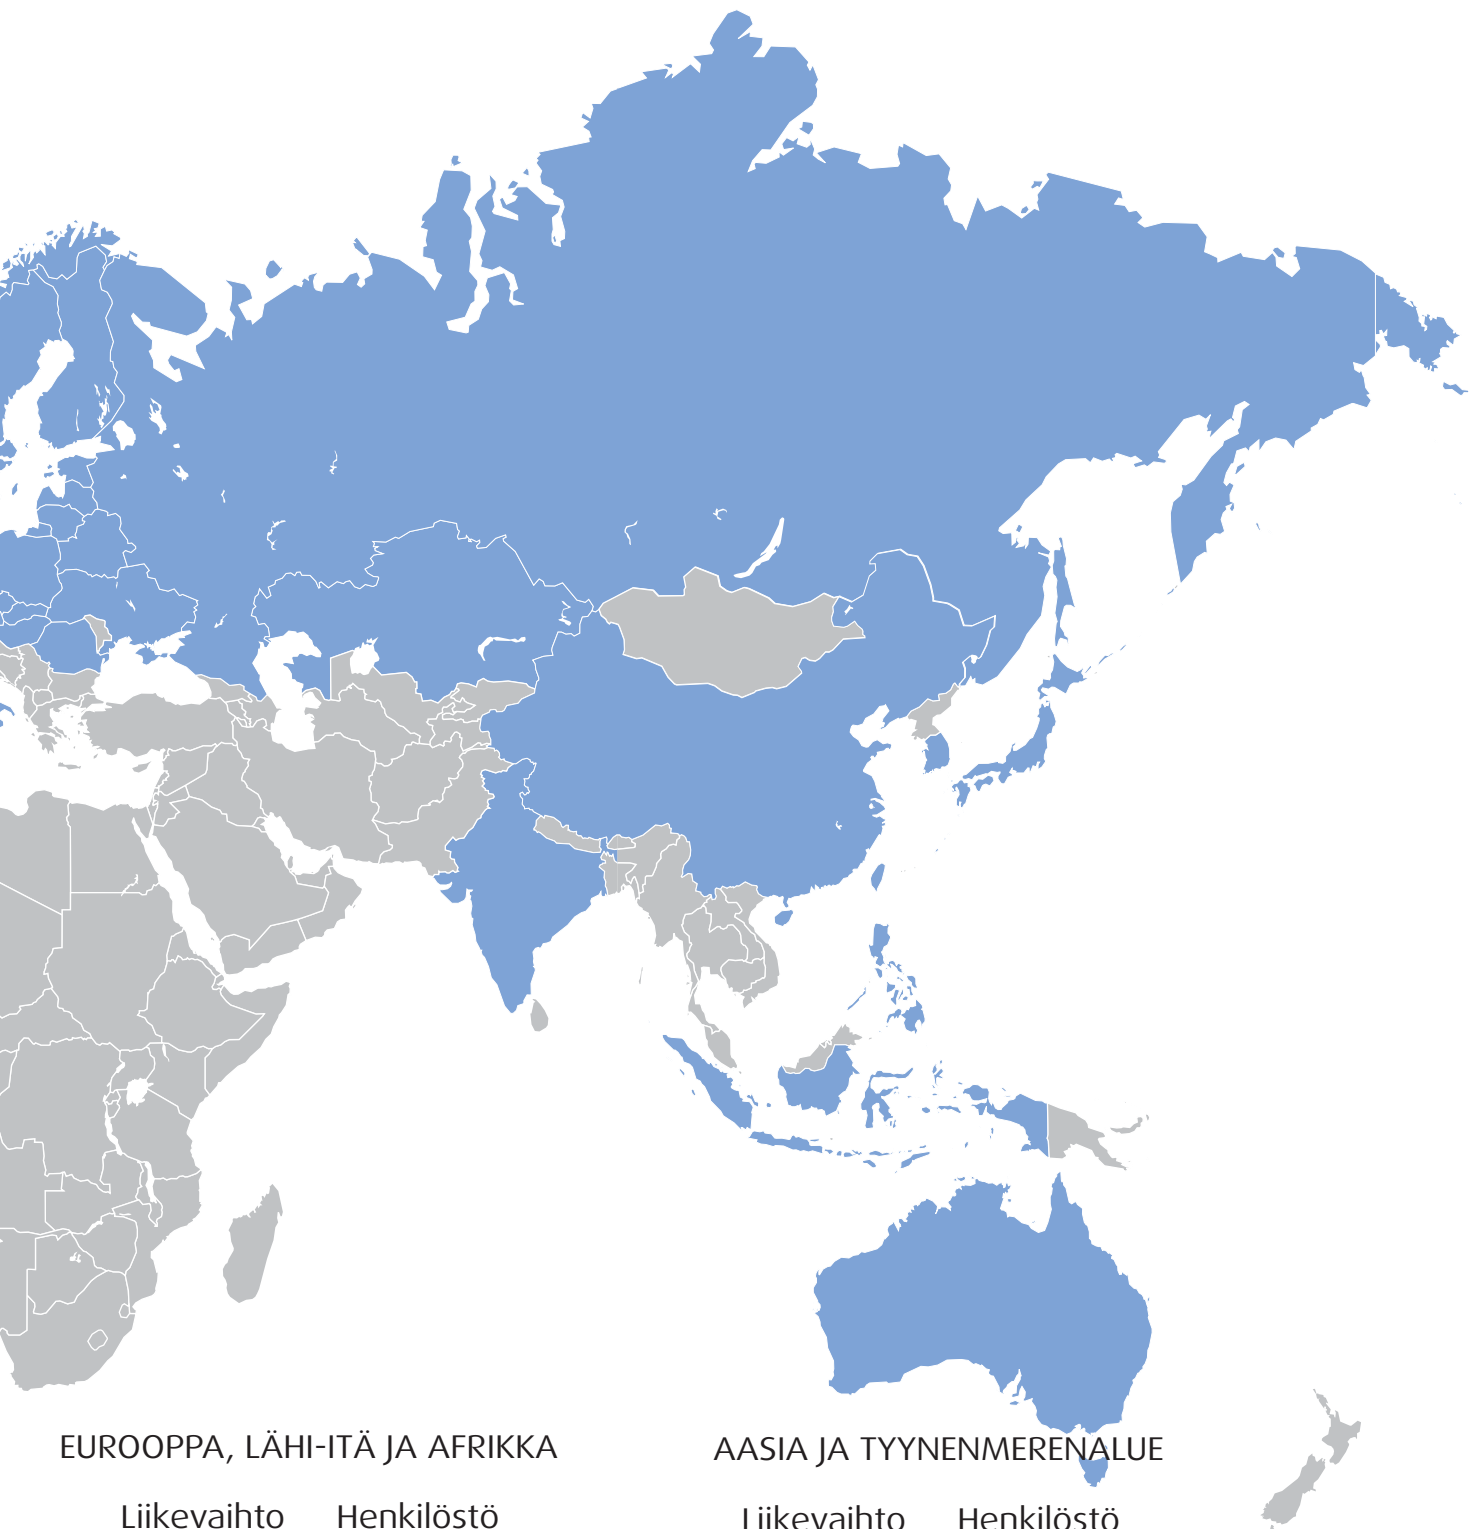 EUROOPPA, LÄHI-ITÄ JA AFRIKKA
Liikevaihto Henkilöstö
AASIA JA TYYNENMERENALUE
Liikevaihto Henkilöstö